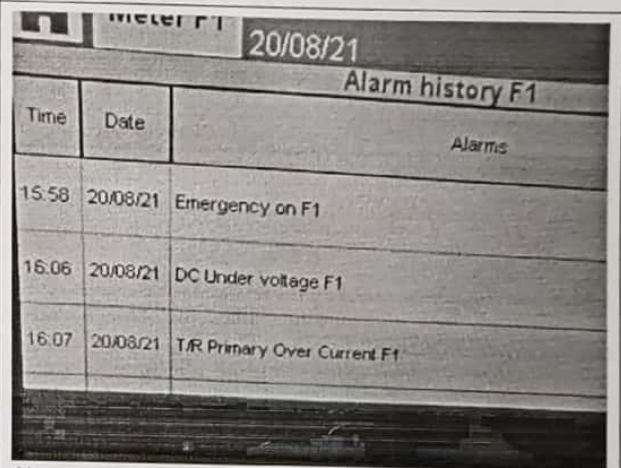 Meter F1
20/08/21
Alarm history F1
Time Date Alarms
15:58 20/08/21 Emergency on F1
16:06 20/08/21 DC Under voltage F1
16:07 20/08/21 T/R Primary Over Current F1